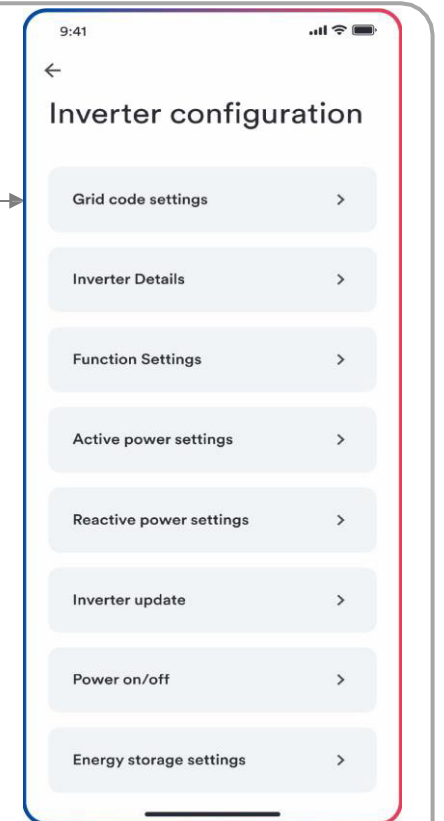 9:41
Inverter configuration
Grid code settings
Inverter Details
Function Settings
Active power settings
Reactive power settings
Inverter update
Power on/off
Energy storage settings